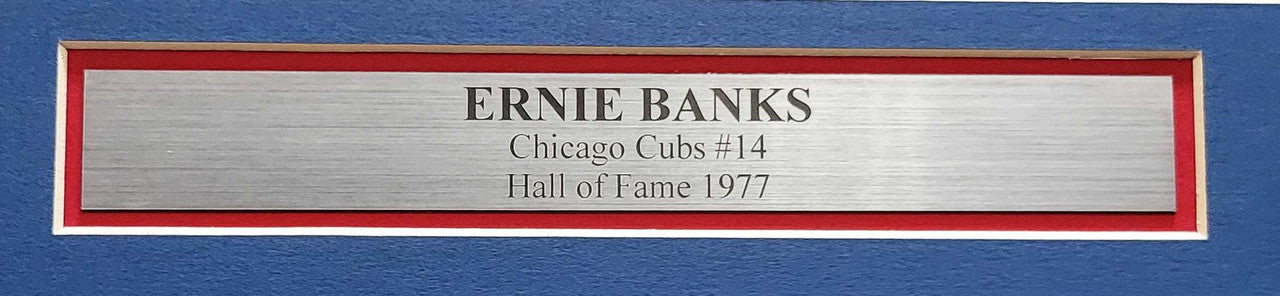 ERNIE BANKS
Chicago Cubs #14
Hall of Fame 1977